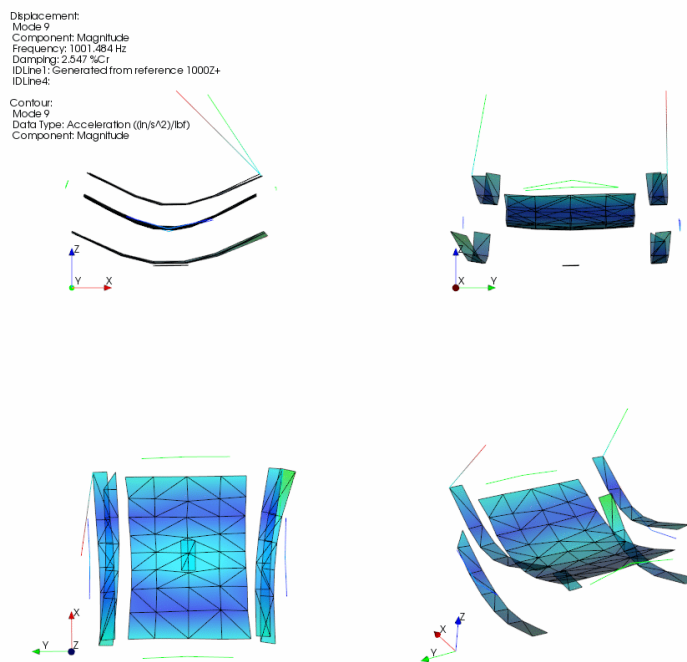 Displacement:
Mode 9
Component: Magnitude
Frequency: 1001.484 Hz
Damping: 2.547 %Cr
IDLine1: Generated from reference 1000Z+
IDLine4:
Contour:
Mode 9
Data Type: Acceleration ((in/s^2)/lbf)
Component: Magnitude
Z
Y
X
Z
X
Y
X
Y
Z
Z
X
Y